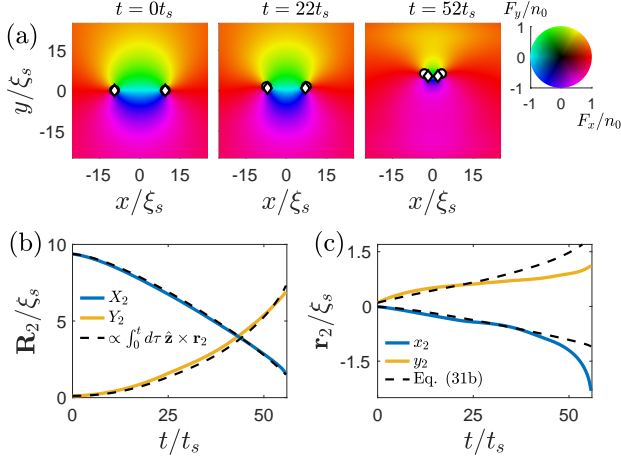 t = 0t_s t = 22t_s t = 52t_s
(a)
y/ξ_s
15
0
-15
-15 0 15
x/ξ_s
-15 0 15
x/ξ_s
-15 0 15
x/ξ_s
F_y/n_0
1
0
-1
-1 0 1
F_x/n_0
(b)
R_2/ξ_s
10
5
0
X_2
Y_2
∝ ∫_0^t dτ ẑ × r_2
0 25 50
t/t_s
(c)
r_2/ξ_s
1.5
0
-1.5
x_2
y_2
Eq. (31b)
0 25 50
t/t_s